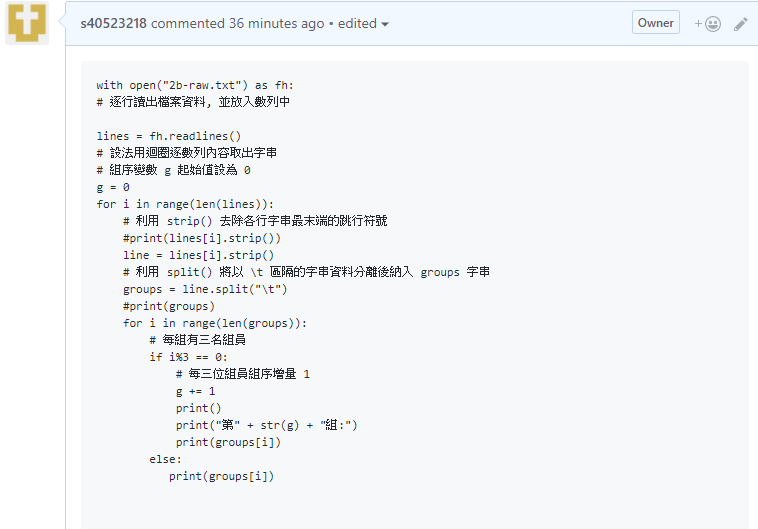 s40523218 commented 36 minutes ago • edited
Owner
with open("2b-raw.txt") as fh:
# 逐行讀出檔案資料, 並放入數列中
lines = fh.readlines()
# 設法用迴圈逐數列內容取出字串
# 組序變數 g 起始值設為 0
g = 0
for i in range(len(lines)):
    # 利用 strip() 去除各行字串最末端的跳行符號
    #print(lines[i].strip())
    line = lines[i].strip()
    # 利用 split() 將以 \t 區隔的字串資料分離後納入 groups 字串
    groups = line.split("\t")
    #print(groups)
    for i in range(len(groups)):
        # 每組有三名組員
        if i%3 == 0:
            # 每三位組員組序增量 1
            g += 1
            print()
            print("第" + str(g) + "組:")
            print(groups[i])
        else:
           print(groups[i])